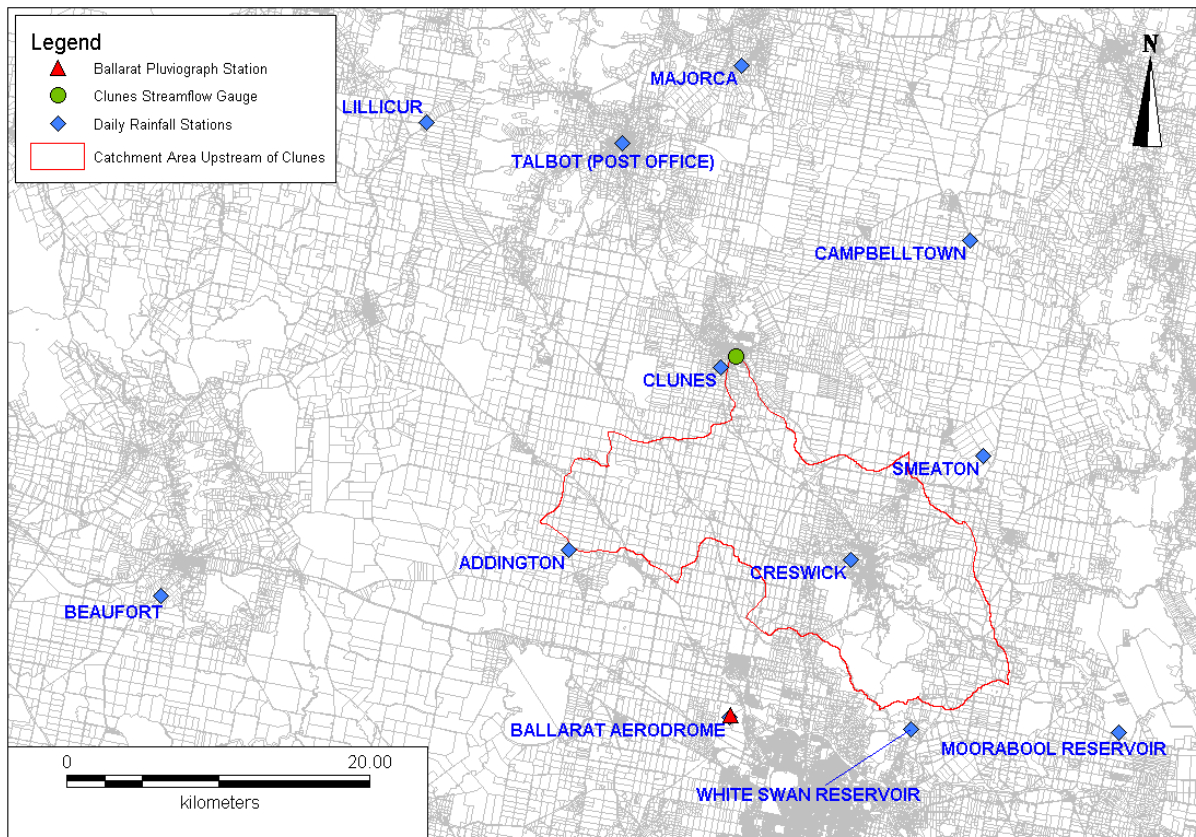 Legend
Ballarat Pluviograph Station
Clunes Streamflow Gauge
Daily Rainfall Stations
Catchment Area Upstream of Clunes
N
MAJORCA
LILLICUR
TALBOT (POST OFFICE)
CAMPBELLTOWN
CLUNES
SMEATON
ADDINGTON
CRESWICK
BEAUFORT
BALLARAT AERODROME
MOORABOOL RESERVOIR
WHITE SWAN RESERVOIR
0 20.00
kilometers